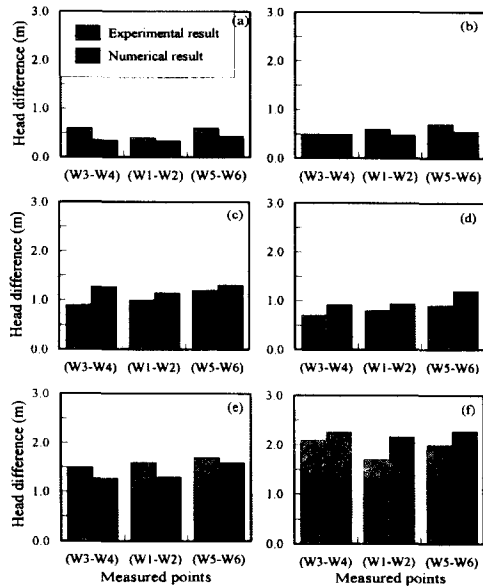 3.0
(a)
Experimental result
Numerical result
2.0
1.0
0.0
Head difference (m)
(W3-W4) (W1-W2) (W5-W6)
3.0
(b)
2.0
1.0
0.0
(W3-W4) (W1-W2) (W5-W6)
3.0
(c)
2.0
1.0
0.0
Head difference (m)
(W3-W4) (W1-W2) (W5-W6)
3.0
(d)
2.0
1.0
0.0
(W3-W4) (W1-W2) (W5-W6)
3.0
(e)
2.0
1.0
0.0
Head difference (m)
(W3-W4) (W1-W2) (W5-W6)
Measured points
3.0
(f)
2.0
1.0
0.0
(W3-W4) (W1-W2) (W5-W6)
Measured points